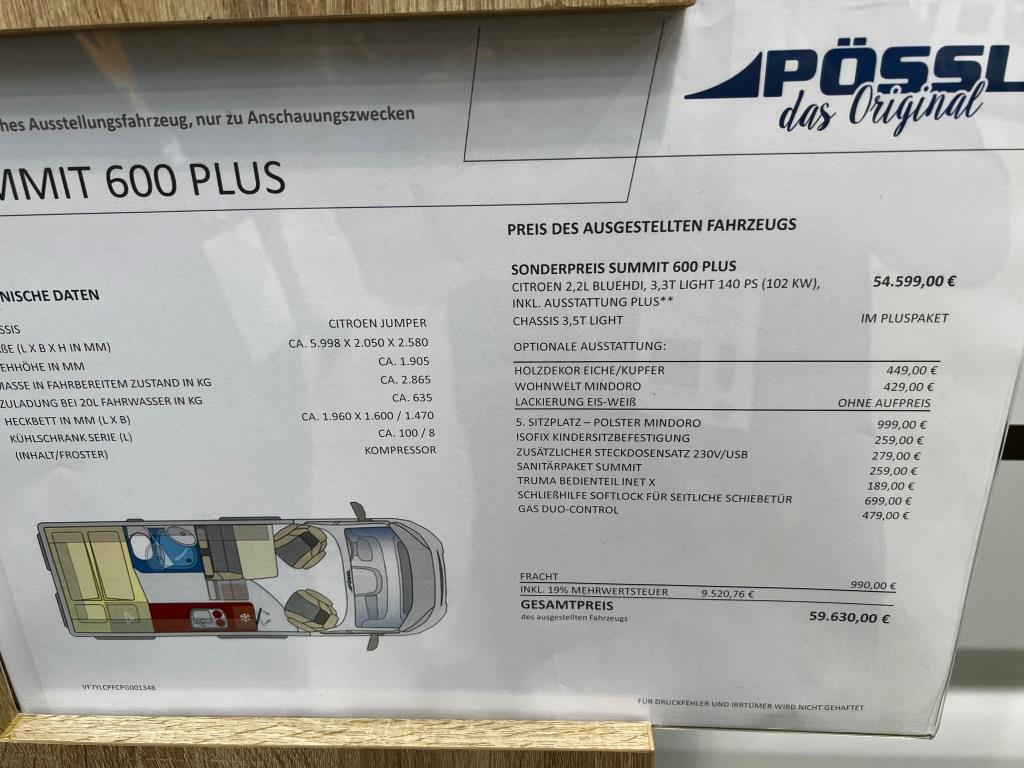 PÖSSL
das Original
hes Ausstellungsfahrzeug, nur zu Anschauungszwecken
MMIT 600 PLUS
NISCHE DATEN
SSIS CITROEN JUMPER
ßE (L X B X H IN MM) CA. 5.998 X 2.050 X 2.580
EHHÖHE IN MM CA. 1.905
MASSE IN FAHRBEREITEM ZUSTAND IN KG CA. 2.865
ZULADUNG BEI 20L FAHRWASSER IN KG CA. 635
HECKBETT IN MM (L X B) CA. 1.960 X 1.600 / 1.470
KÜHLSCHRANK SERIE (L) CA. 100 / 8
(INHALT/FROSTER) KOMPRESSOR
PÖSSL
VF7YLCPFCPG001348
PREIS DES AUSGESTELLTEN FAHRZEUGS
SONDERPREIS SUMMIT 600 PLUS
CITROEN 2,2L BLUEHDI, 3,3T LIGHT 140 PS (102 KW), 54.599,00 €
INKL. AUSSTATTUNG PLUS**
CHASSIS 3,5T LIGHT IM PLUSPAKET
OPTIONALE AUSSTATTUNG:
HOLZDEKOR EICHE/KUPFER 449,00 €
WOHNWELT MINDORO 429,00 €
LACKIERUNG EIS-WEIß OHNE AUFPREIS
5. SITZPLATZ – POLSTER MINDORO 999,00 €
ISOFIX KINDERSITZBEFESTIGUNG 259,00 €
ZUSÄTZLICHER STECKDOSENSATZ 230V/USB 279,00 €
SANITÄRPAKET SUMMIT 259,00 €
TRUMA BEDIENTEIL INET X 189,00 €
SCHLIEßHILFE SOFTLOCK FÜR SEITLICHE SCHIEBETÜR 699,00 €
GAS DUO-CONTROL 479,00 €
FRACHT 990,00 €
INKL. 19% MEHRWERTSTEUER 9.520,76 €
GESAMTPREIS 59.630,00 €
des ausgestellten Fahrzeugs
FÜR DRUCKFEHLER UND IRRTÜMER WIRD NICHT GEHAFTET.